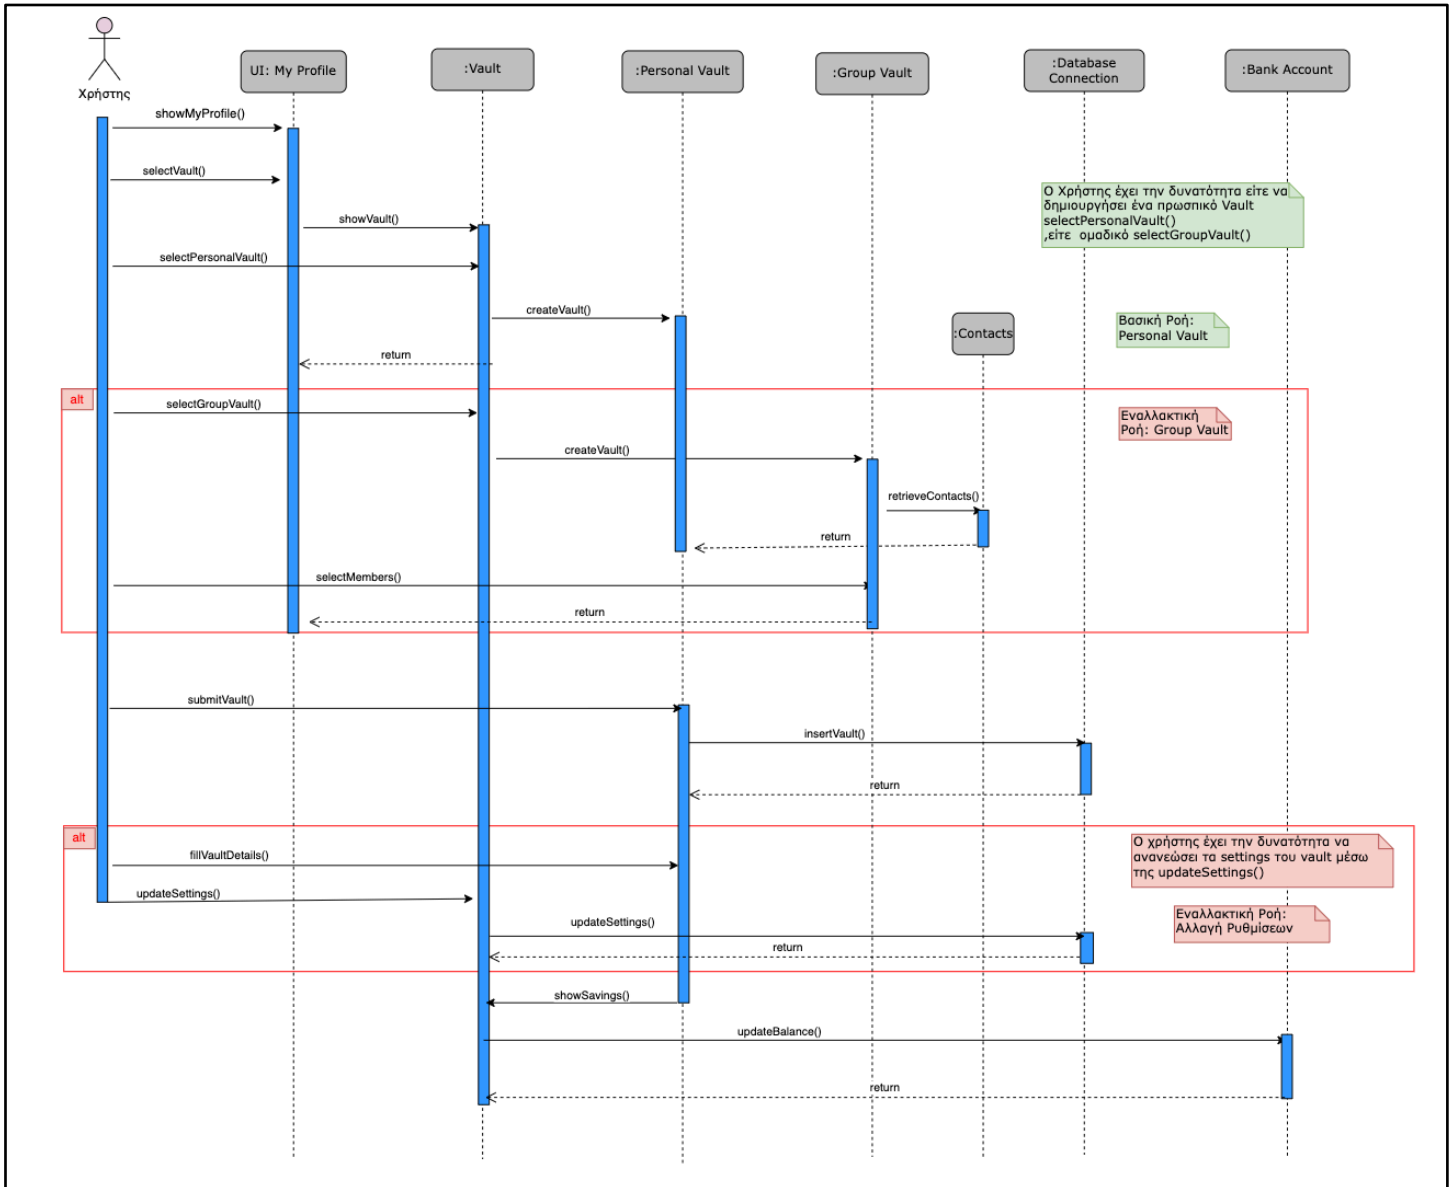 Χρήστης
UI: My Profile
:Vault
:Personal Vault
:Group Vault
:Database
Connection
:Bank Account
showMyProfile()
selectVault()
Ο Χρήστης έχει την δυνατότητα είτε να
δημιουργήσει ένα πρωσπικό Vault
selectPersonalVault()
,είτε  ομαδικό selectGroupVault()
showVault()
selectPersonalVault()
createVault()
:Contacts
Βασική Ροή:
Personal Vault
return
alt
selectGroupVault()
Εναλλακτική
Ροή: Group Vault
createVault()
retrieveContacts()
return
selectMembers()
return
submitVault()
insertVault()
return
alt
Ο χρήστης έχει την δυνατότητα να
ανανεώσει τα settings του vault μέσω
της updateSettings()
fillVaultDetails()
updateSettings()
Εναλλακτική Ροή:
Αλλαγή Ρυθμίσεων
updateSettings()
return
showSavings()
updateBalance()
return